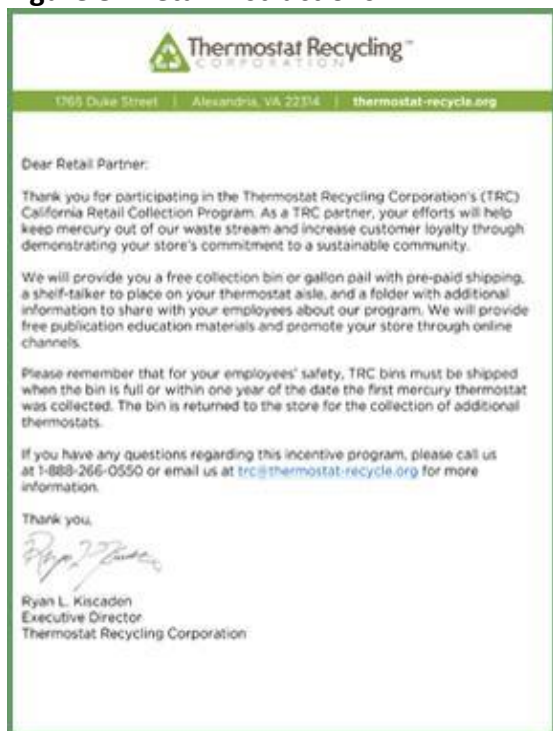 Thermostat Recycling™
CORPORATION
1765 Duke Street | Alexandria, VA 22314 | thermostat-recycle.org
Dear Retail Partner:
Thank you for participating in the Thermostat Recycling Corporation's (TRC)
California Retail Collection Program. As a TRC partner, your efforts will help
keep mercury out of our waste stream and increase customer loyalty through
demonstrating your store's commitment to a sustainable community.
We will provide you a free collection bin or gallon pail with pre-paid shipping,
a shelf-talker to place on your thermostat aisle, and a folder with additional
information to share with your employees about our program. We will provide
free publication education materials and promote your store through online
channels.
Please remember that for your employees' safety, TRC bins must be shipped
when the bin is full or within one year of the date the first mercury thermostat
was collected. The bin is returned to the store for the collection of additional
thermostats.
If you have any questions regarding this incentive program, please call us
at 1-888-266-0550 or email us at trc@thermostat-recycle.org for more
information.
Thank you,
Ryan L. Kiscaden
Executive Director
Thermostat Recycling Corporation